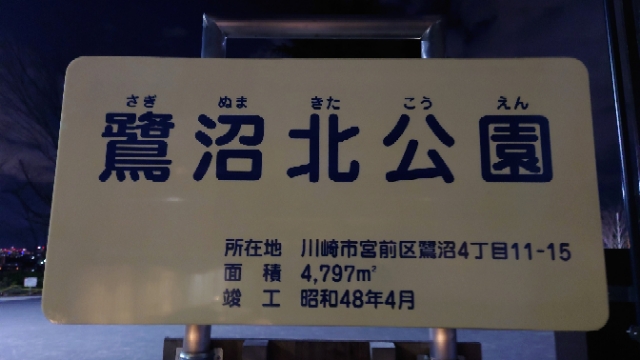 さぎ ぬま きた こう えん
鷺沼北公園
所在地 川崎市宮前区鷺沼4丁目11-15
面積 4,797㎡
竣工 昭和48年4月